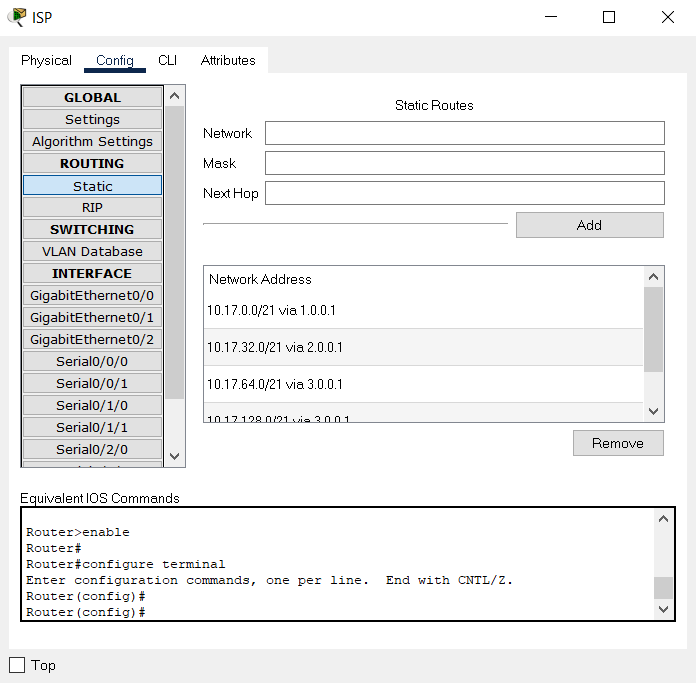 ISP
Physical Config CLI Attributes
GLOBAL
Settings
Algorithm Settings
ROUTING
Static
RIP
SWITCHING
VLAN Database
INTERFACE
GigabitEthernet0/0
GigabitEthernet0/1
GigabitEthernet0/2
Serial0/0/0
Serial0/0/1
Serial0/1/0
Serial0/1/1
Serial0/2/0
Static Routes
Network
Mask
Next Hop
Add
Network Address
10.17.0.0/21 via 1.0.0.1
10.17.32.0/21 via 2.0.0.1
10.17.64.0/21 via 3.0.0.1
10.17.128.0/21 via 3.0.0.1
Remove
Equivalent IOS Commands
Router>enable
Router#
Router#configure terminal
Enter configuration commands, one per line. End with CNTL/Z.
Router(config)#
Router(config)#
Top